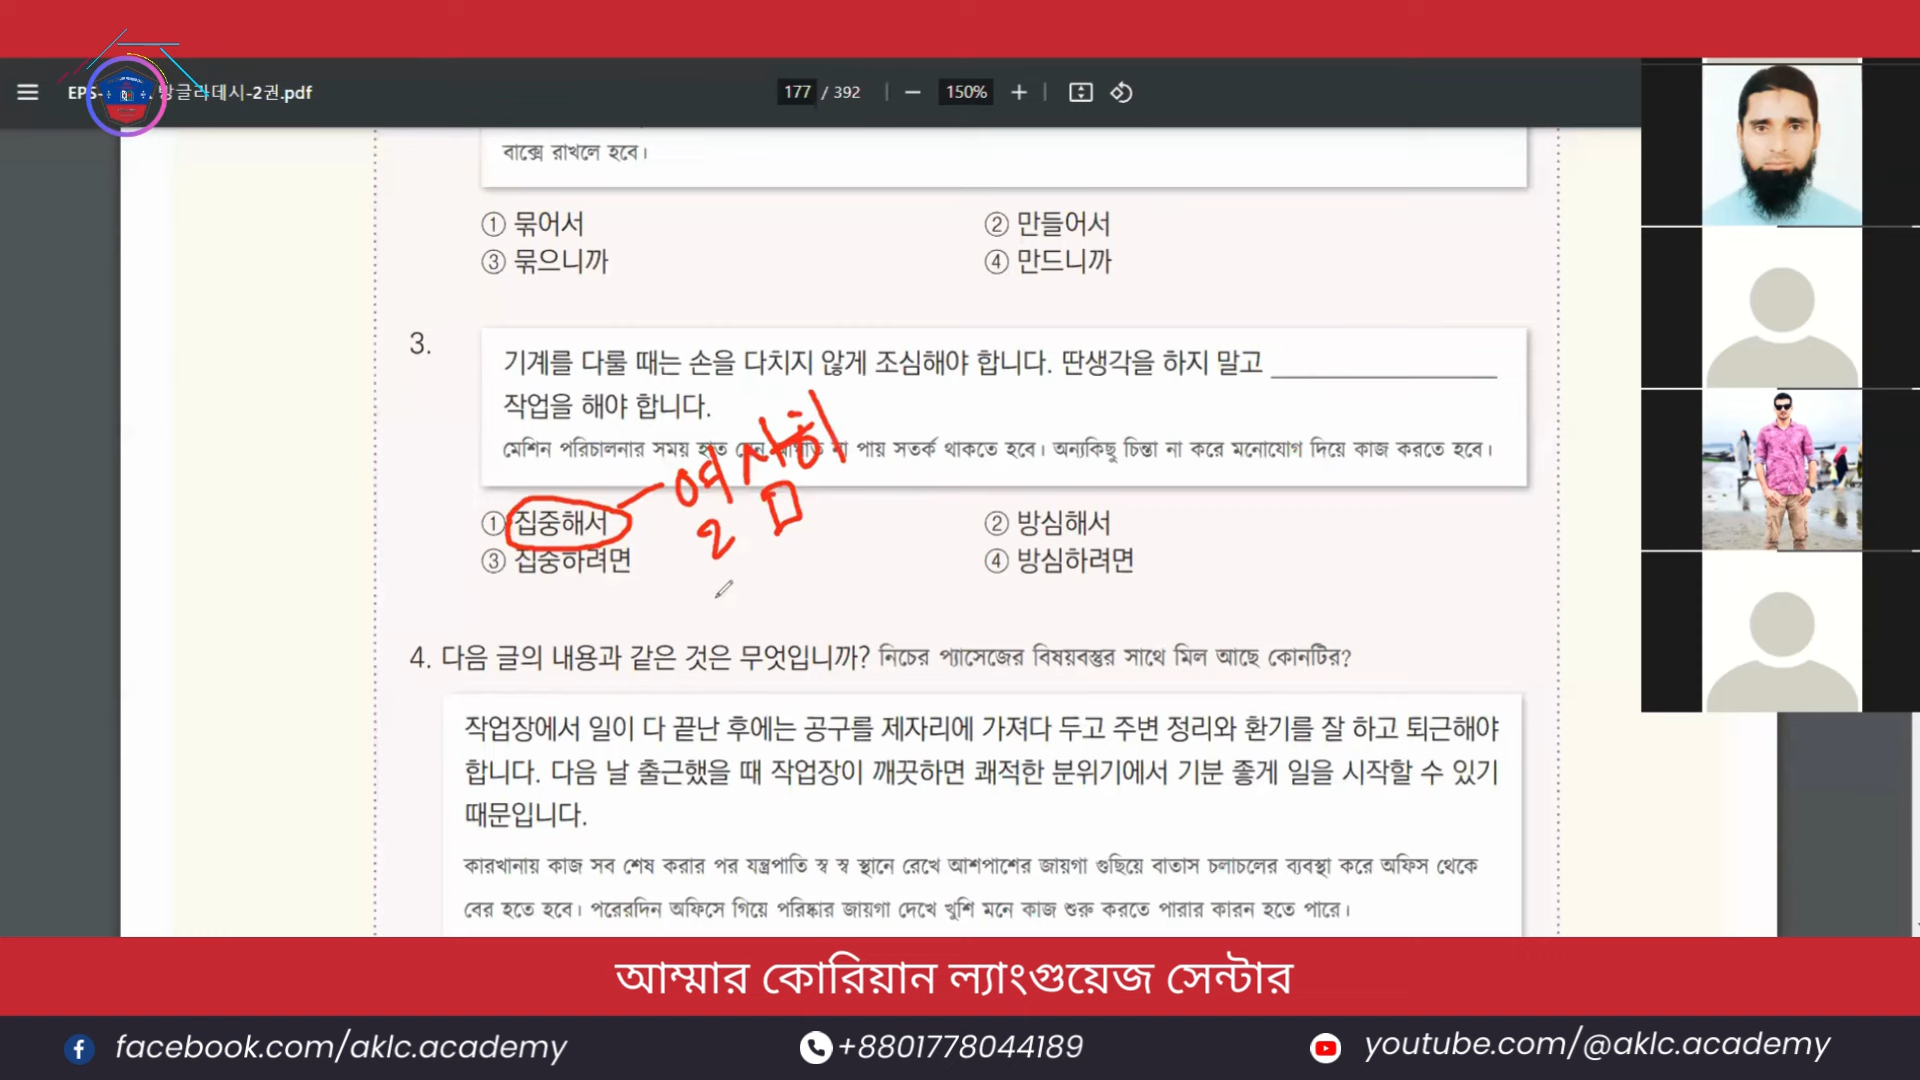 방글라데시-2권.pdf
177 / 392
150%
বাক্সে রাখলে হবে।
① 묶어서
② 만들어서
③ 묶으니까
④ 만드니까
3.
기계를 다룰 때는 손을 다치지 않게 조심해야 합니다. 딴생각을 하지 말고 ____________
작업을 해야 합니다.
মেশিন পরিচালনার সময় হাত যেন আঘাত না পায় সতর্ক থাকতে হবে। অন্যকিছু চিন্তা না করে মনোযোগ দিয়ে কাজ করতে হবে।
① 집중해서
② 방심해서
③ 집중하려면
④ 방심하려면
4. 다음 글의 내용과 같은 것은 무엇입니까? নিচের প্যাসেজের বিষয়বস্তুর সাথে মিল আছে কোনটির?
작업장에서 일이 다 끝난 후에는 공구를 제자리에 가져다 두고 주변 정리와 환기를 잘 하고 퇴근해야
합니다. 다음 날 출근했을 때 작업장이 깨끗하면 쾌적한 분위기에서 기분 좋게 일을 시작할 수 있기
때문입니다.
কারখানায় কাজ সব শেষ করার পর যন্ত্রপাতি স্ব স্ব স্থানে রেখে আশপাশের জায়গা গুছিয়ে বাতাস চলাচলের ব্যবস্থা করে অফিস থেকে
বের হতে হবে। পরেরদিন অফিসে গিয়ে পরিষ্কার জায়গা দেখে খুশি মনে কাজ শুরু করতে পারার কারন হতে পারে।
আম্মার কোরিয়ান ল্যাংগুয়েজ সেন্টার
facebook.com/aklc.academy
+8801778044189
youtube.com/@aklc.academy